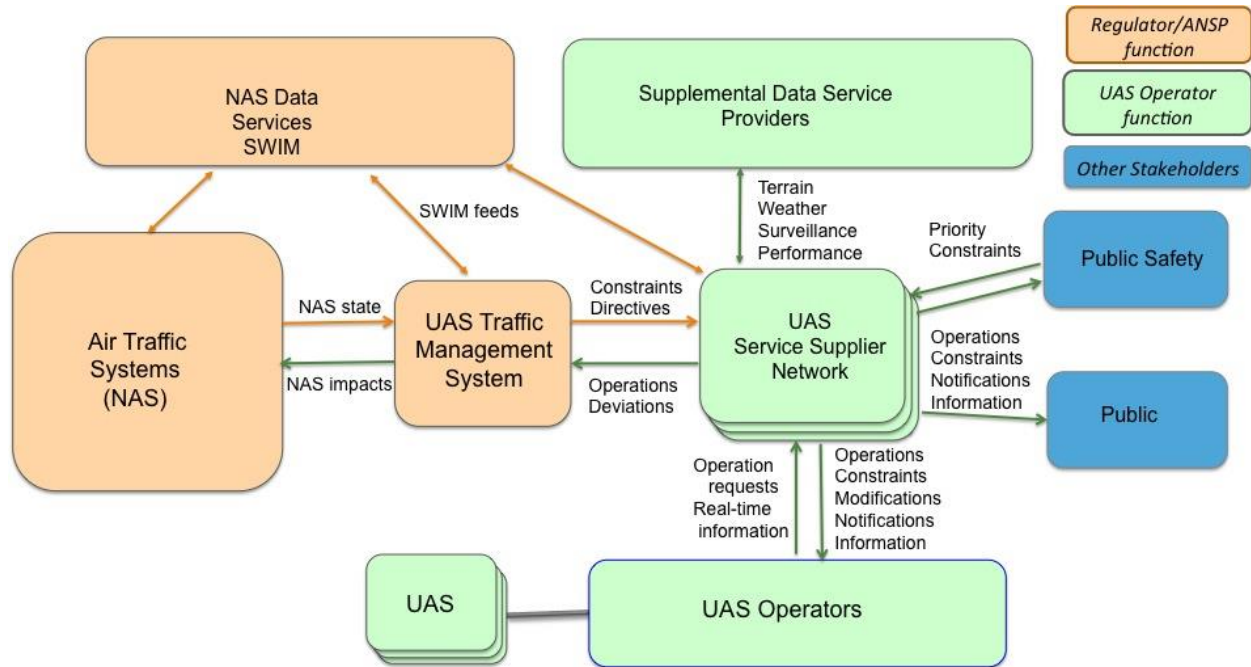 Regulator/ANSP
function
UAS Operator
function
Other Stakeholders
NAS Data
Services
SWIM
Supplemental Data Service
Providers
SWIM feeds
Terrain
Weather
Surveillance
Performance
Priority
Constraints
Public Safety
Air Traffic
Systems
(NAS)
NAS state
NAS impacts
UAS Traffic
Management
System
Constraints
Directives
Operations
Deviations
UAS
Service Supplier
Network
Operations
Constraints
Notifications
Information
Public
Operation
requests
Real-time
information
Operations
Constraints
Modifications
Notifications
Information
UAS
UAS Operators